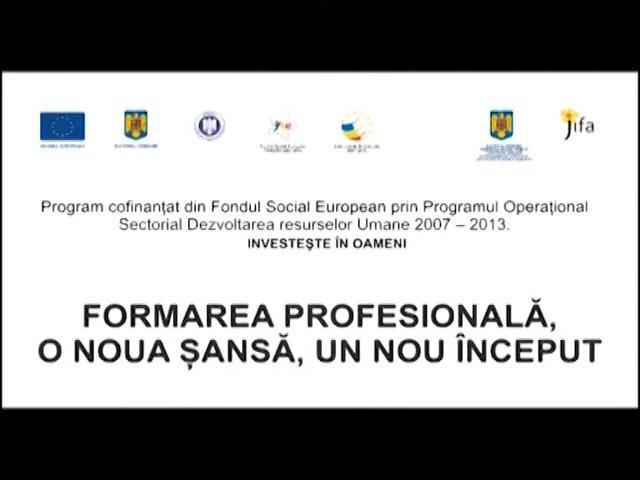 jifa
Program cofinanțat din Fondul Social European prin Programul Operațional
Sectorial Dezvoltarea resurselor Umane 2007 – 2013.
INVESTEȘTE ÎN OAMENI
FORMAREA PROFESIONALĂ,
O NOUA ȘANSĂ, UN NOU ÎNCEPUT